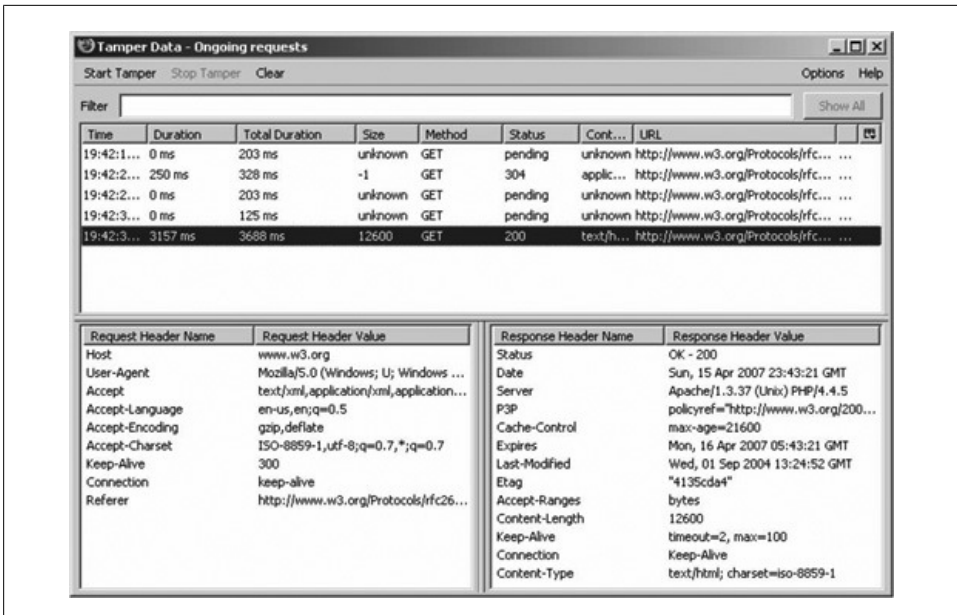 Tamper Data - Ongoing requests
Start Tamper Stop Tamper Clear Options Help
Filter Show All
Time Duration Total Duration Size Method Status Cont... URL
19:42:1... 0 ms 203 ms unknown GET pending unknown http://www.w3.org/Protocols/rfc... ...
19:42:2... 250 ms 328 ms -1 GET 304 applic... http://www.w3.org/Protocols/rfc... ...
19:42:2... 0 ms 203 ms unknown GET pending unknown http://www.w3.org/Protocols/rfc... ...
19:42:3... 0 ms 125 ms unknown GET pending unknown http://www.w3.org/Protocols/rfc... ...
19:42:3... 3157 ms 3688 ms 12600 GET 200 text/h... http://www.w3.org/Protocols/rfc... ...
Request Header Name Request Header Value
Host www.w3.org
User-Agent Mozilla/5.0 (Windows; U; Windows ...
Accept text/xml,application/xml,application...
Accept-Language en-us,en;q=0.5
Accept-Encoding gzip,deflate
Accept-Charset ISO-8859-1,utf-8;q=0.7,*;q=0.7
Keep-Alive 300
Connection keep-alive
Referer http://www.w3.org/Protocols/rfc26...
Response Header Name Response Header Value
Status OK - 200
Date Sun, 15 Apr 2007 23:43:21 GMT
Server Apache/1.3.37 (Unix) PHP/4.4.5
P3P policyref="http://www.w3.org/200...
Cache-Control max-age=21600
Expires Mon, 16 Apr 2007 05:43:21 GMT
Last-Modified Wed, 01 Sep 2004 13:24:52 GMT
Etag "4135cda4"
Accept-Ranges bytes
Content-Length 12600
Keep-Alive timeout=2, max=100
Connection Keep-Alive
Content-Type text/html; charset=iso-8859-1